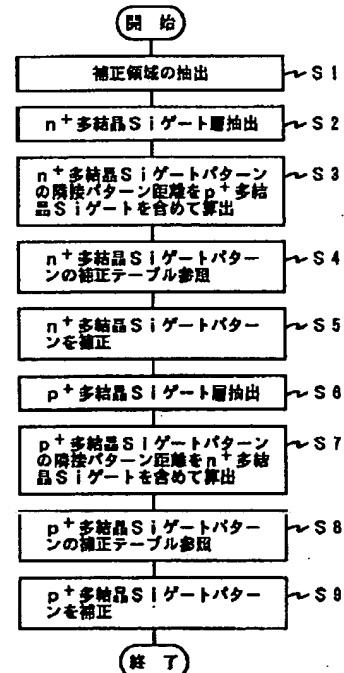 開 始
補正領域の抽出
S1
n+多結晶Siゲート層抽出
S2
n+多結晶Siゲートパターン
の隣接パターン距離をp+多結
晶Siゲートを含めて算出
S3
n+多結晶Siゲートパター
ンの補正テーブル参照
S4
n+多結晶Siゲートパター
ンを補正
S5
p+多結晶Siゲート層抽出
S6
p+多結晶Siゲートパターン
の隣接パターン距離をn+多結
晶Siゲートを含めて算出
S7
p+多結晶Siゲートパター
ンの補正テーブル参照
S8
p+多結晶Siゲートパター
ンを補正
S9
終 了